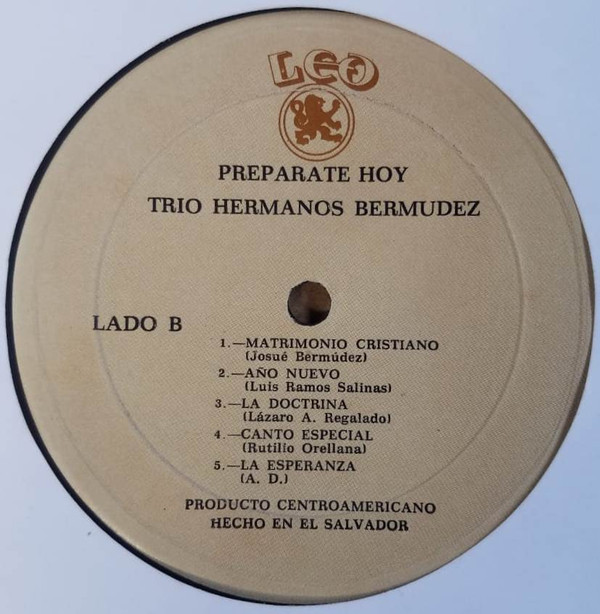 LEO
PREPARATE HOY
TRIO HERMANOS BERMUDEZ
LADO B
1.—MATRIMONIO CRISTIANO
(Josué Bermúdez)
2.—AÑO NUEVO
(Luis Ramos Salinas)
3.—LA DOCTRINA
(Lázaro A. Regalado)
4.—CANTO ESPECIAL
(Rutilio Orellana)
5.—LA ESPERANZA
(A. D.)
PRODUCTO CENTROAMERICANO
HECHO EN EL SALVADOR